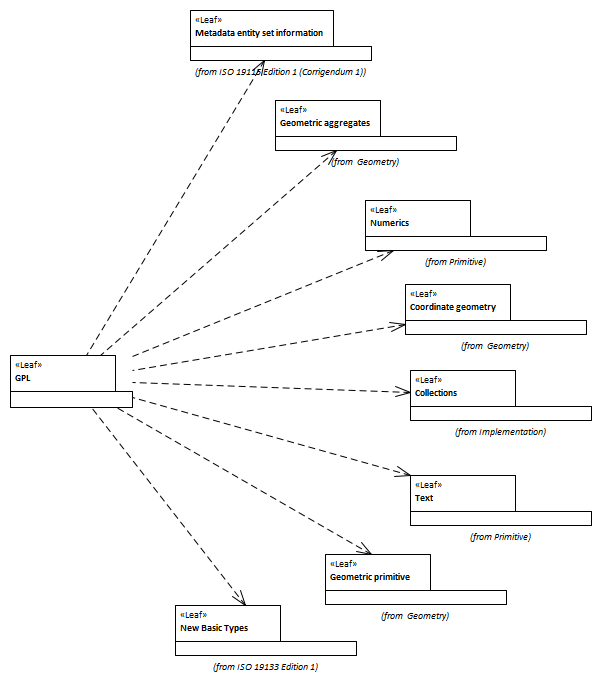 «Leaf»
Metadata entity set information
(from ISO 19115 Edition 1 (Corrigendum 1))
«Leaf»
Geometric aggregates
(from Geometry)
«Leaf»
Numerics
(from Primitive)
«Leaf»
Coordinate geometry
(from Geometry)
«Leaf»
GPL
«Leaf»
Collections
(from Implementation)
«Leaf»
Text
(from Primitive)
«Leaf»
Geometric primitive
(from Geometry)
«Leaf»
New Basic Types
(from ISO 19133 Edition 1)